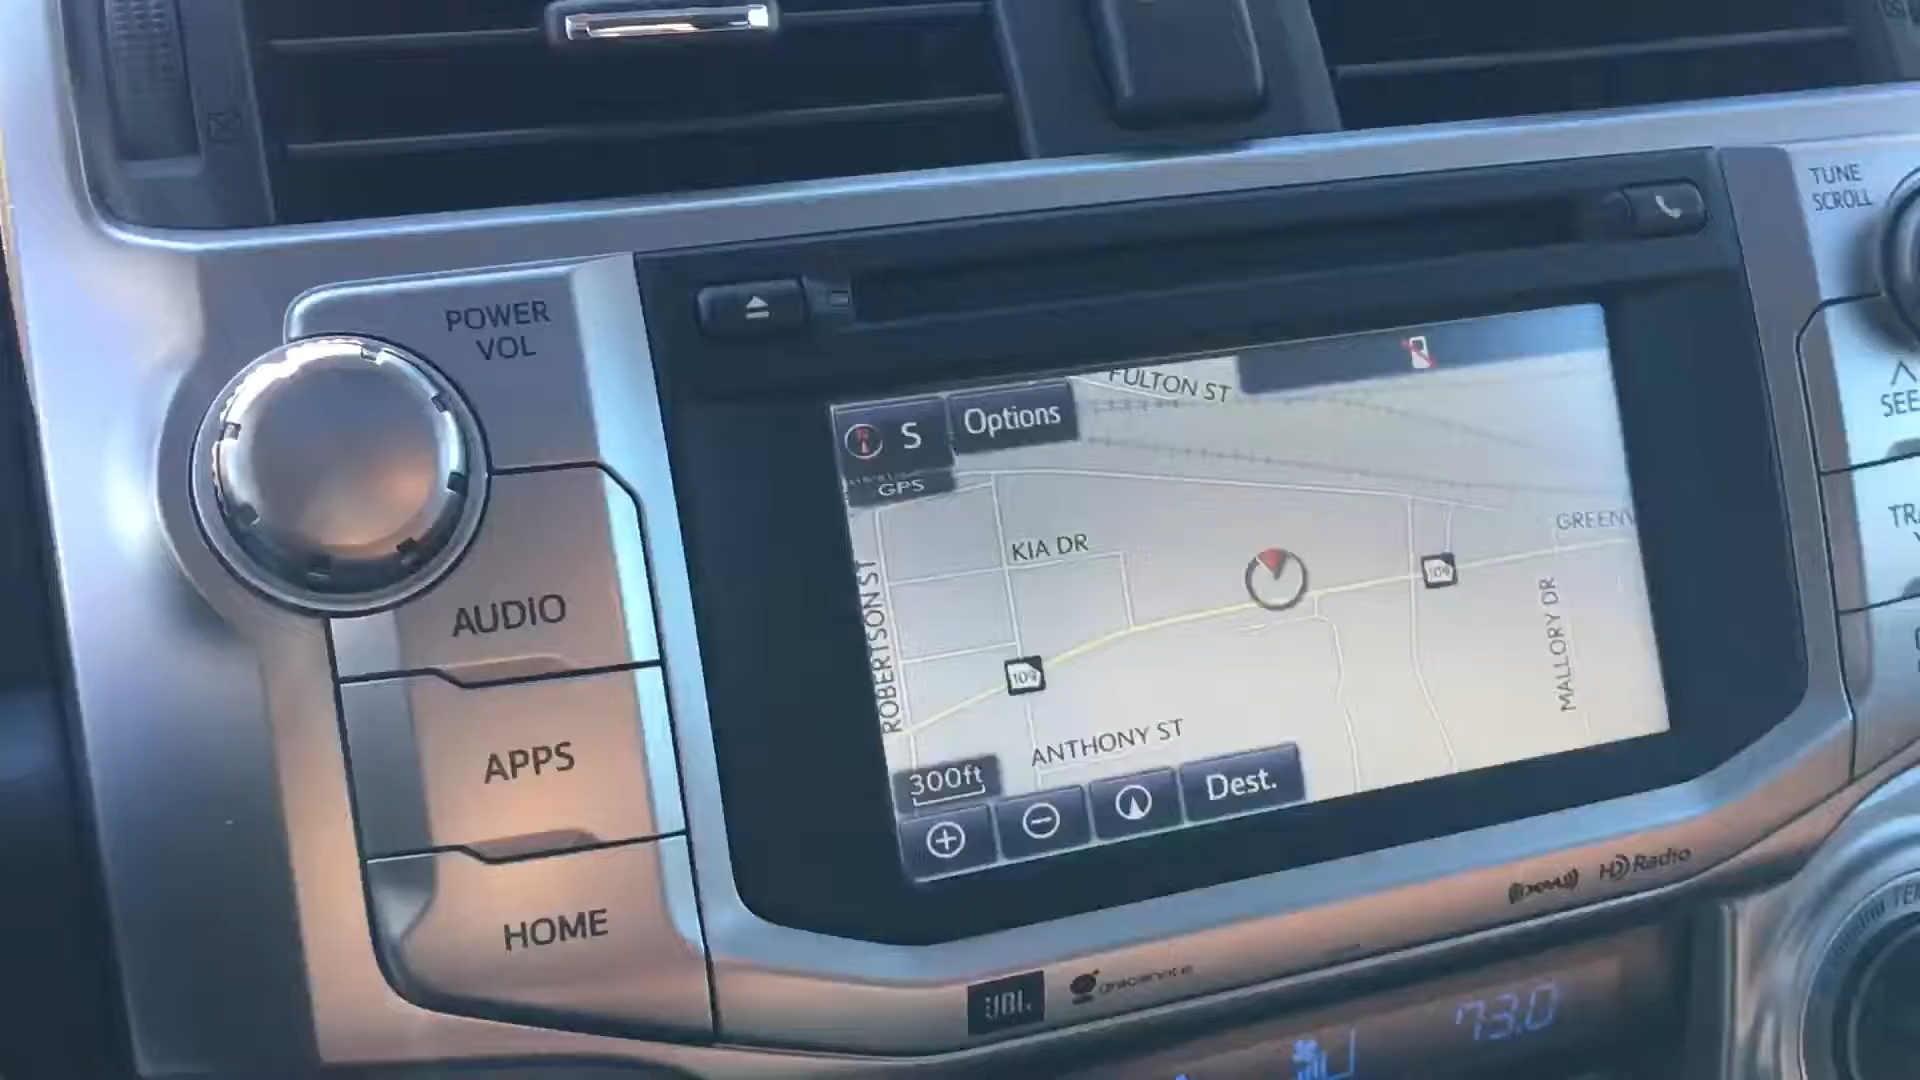 TUNE
SCROLL
POWER
VOL
FULTON ST
S
Options
GPS
KIA DR
109
ROBERTSON ST
109
MALLORY DR
ANTHONY ST
300ft
Dest.
AUDIO
APPS
HOME
HD Radio
JBL
gracenote
73.0